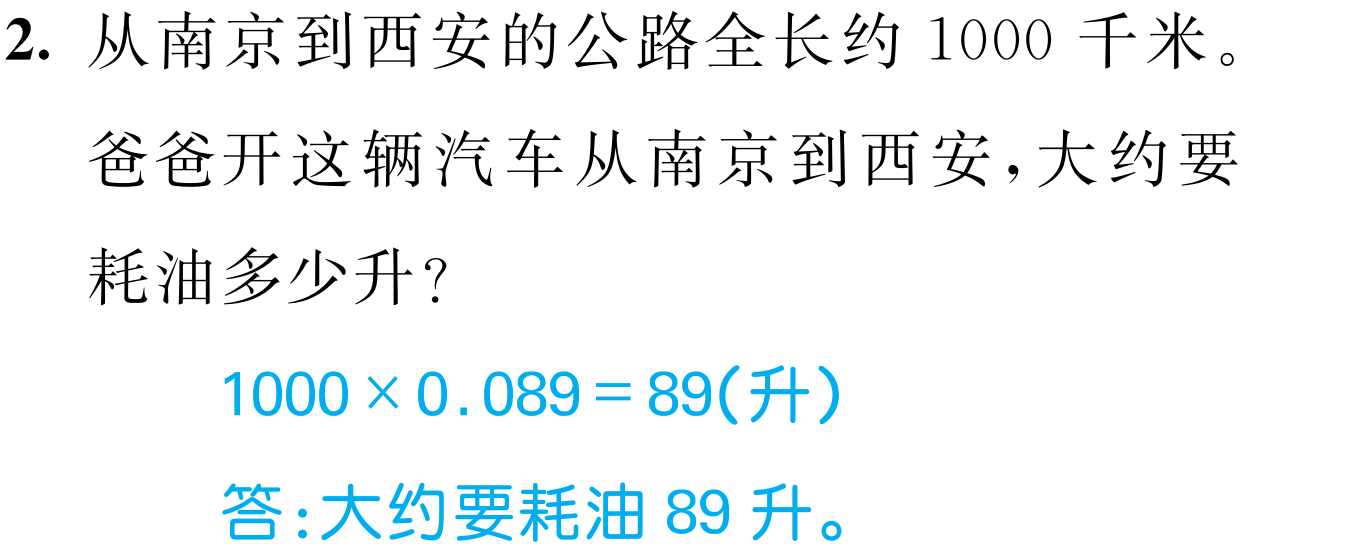 2. 从南京到西安的公路全长约 1000 千米。
爸爸开这辆汽车从南京到西安,大约要
耗油多少升?
1000×0.089=89(升)
答:大约要耗油 89 升。